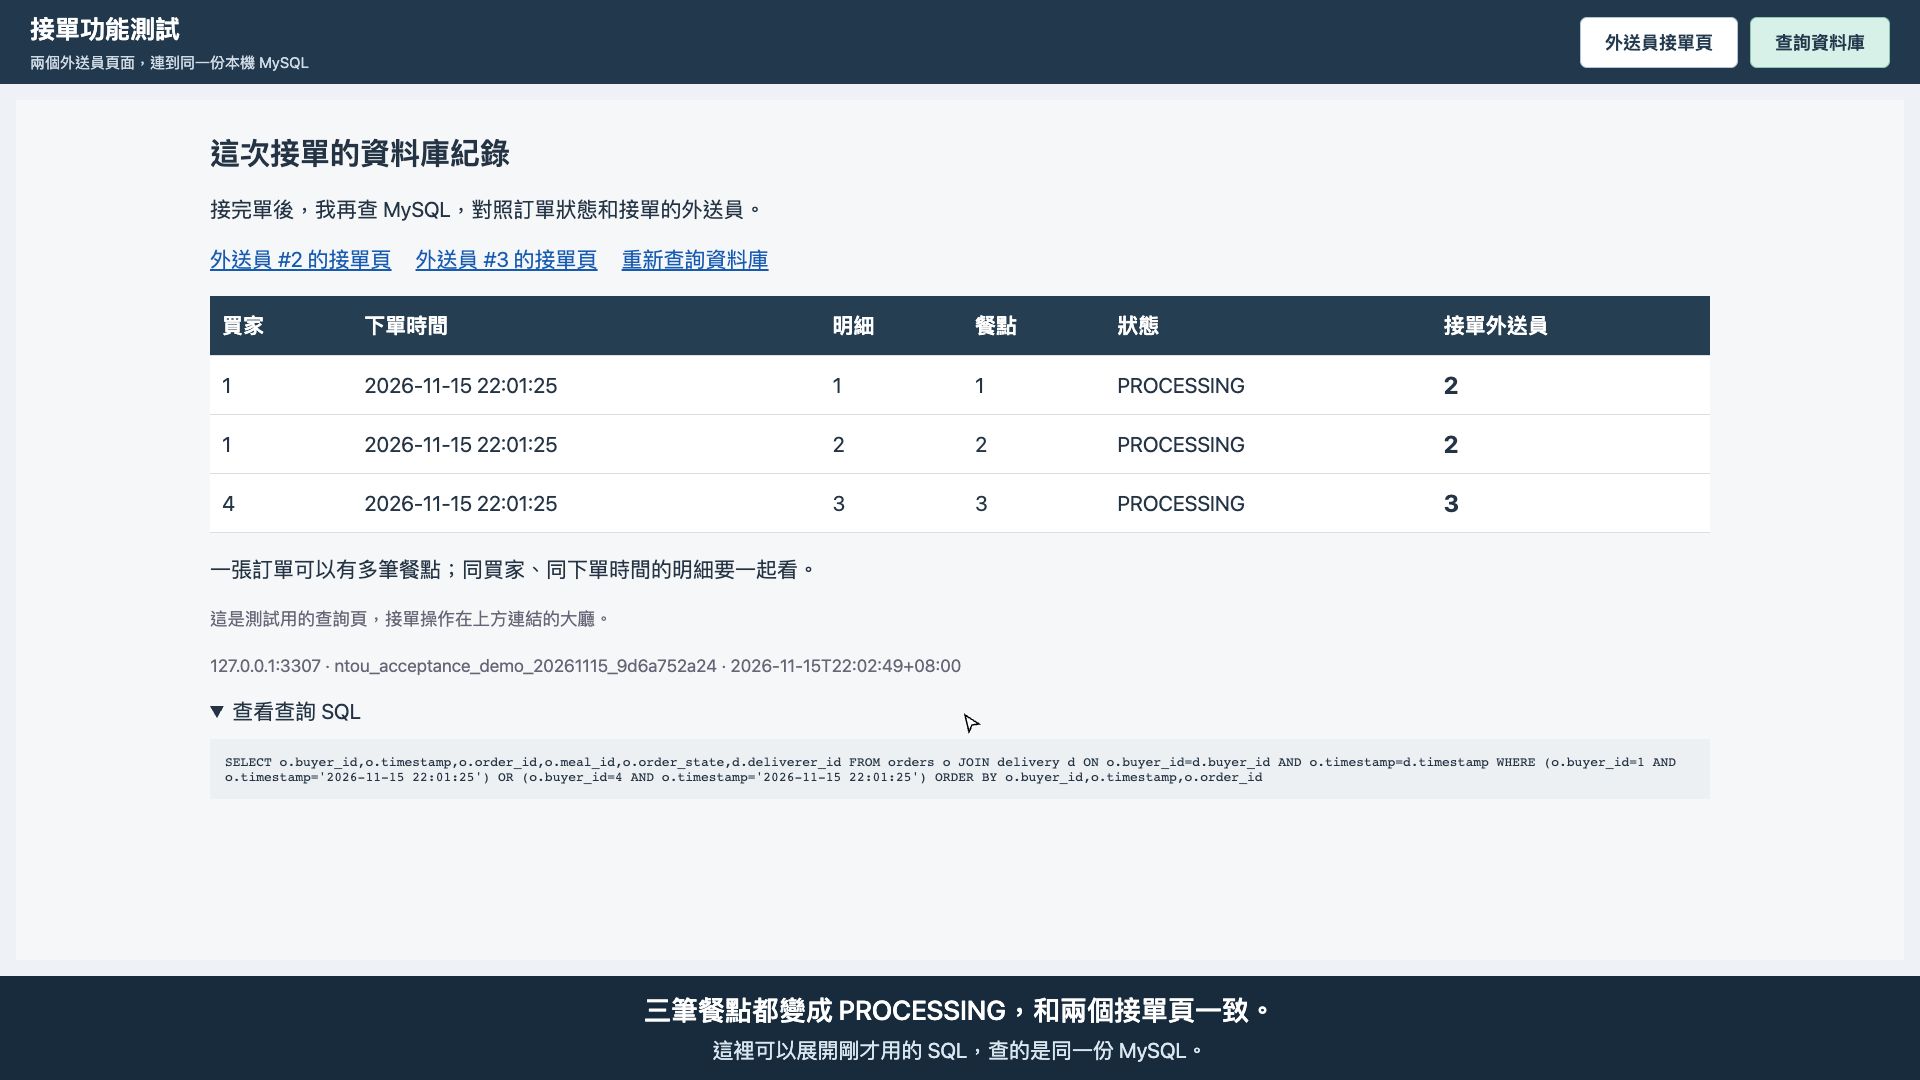 接單功能測試
兩個外送員頁面，連到同一份本機 MySQL
外送員接單頁
查詢資料庫
這次接單的資料庫紀錄
接完單後，我再查 MySQL，對照訂單狀態和接單的外送員。
外送員 #2 的接單頁 外送員 #3 的接單頁 重新查詢資料庫
買家 下單時間 明細 餐點 狀態 接單外送員
1 2026-11-15 22:01:25 1 1 PROCESSING 2
1 2026-11-15 22:01:25 2 2 PROCESSING 2
4 2026-11-15 22:01:25 3 3 PROCESSING 3
一張訂單可以有多筆餐點；同買家、同下單時間的明細要一起看。
這是測試用的查詢頁，接單操作在上方連結的大廳。
127.0.0.1:3307 · ntou_acceptance_demo_20261115_9d6a752a24 · 2026-11-15T22:02:49+08:00
▼ 查看查詢 SQL
SELECT o.buyer_id,o.timestamp,o.order_id,o.meal_id,o.order_state,d.deliverer_id FROM orders o JOIN delivery d ON o.buyer_id=d.buyer_id AND o.timestamp=d.timestamp WHERE (o.buyer_id=1 AND
o.timestamp='2026-11-15 22:01:25') OR (o.buyer_id=4 AND o.timestamp='2026-11-15 22:01:25') ORDER BY o.buyer_id,o.timestamp,o.order_id
三筆餐點都變成 PROCESSING，和兩個接單頁一致。
這裡可以展開剛才用的 SQL，查的是同一份 MySQL。